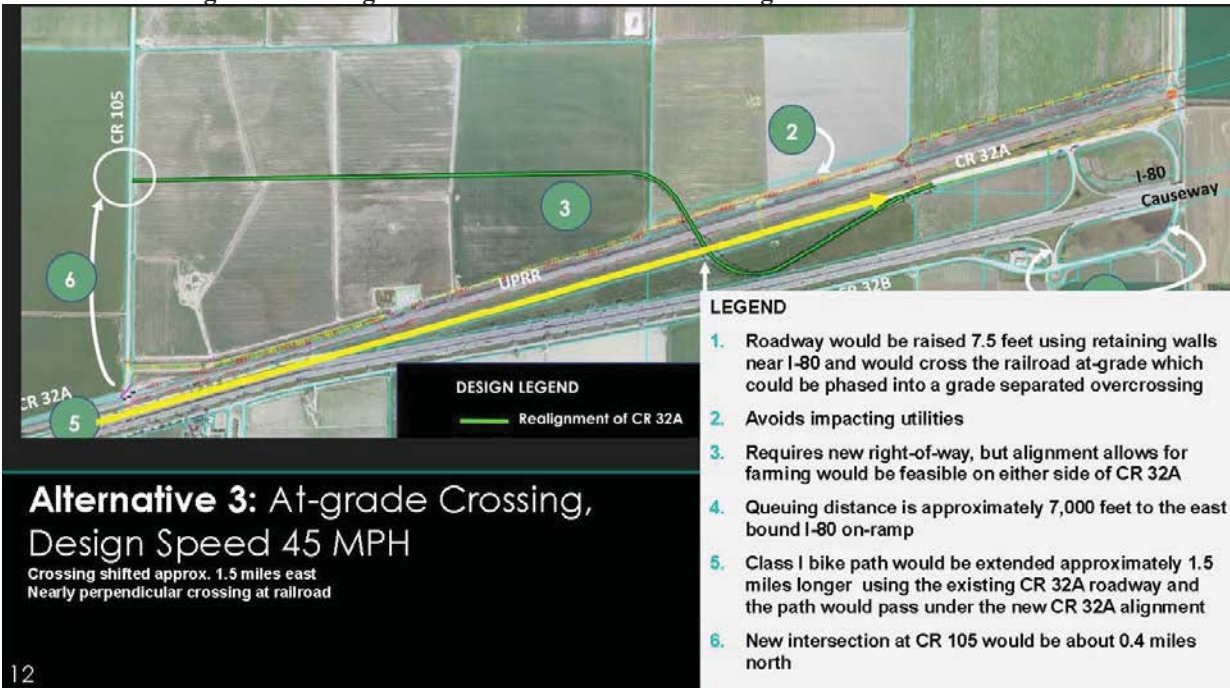 CR 105
2
CR 32A
I-80
Causeway
3
6
UPRR
CR 32A
5
DESIGN LEGEND
Realignment of CR 32A
LEGEND
1. Roadway would be raised 7.5 feet using retaining walls
near I-80 and would cross the railroad at-grade which
could be phased into a grade separated overcrossing
2. Avoids impacting utilities
3. Requires new right-of-way, but alignment allows for
farming would be feasible on either side of CR 32A
4. Queuing distance is approximately 7,000 feet to the east
bound I-80 on-ramp
5. Class I bike path would be extended approximately 1.5
miles longer using the existing CR 32A roadway and
the path would pass under the new CR 32A alignment
6. New intersection at CR 105 would be about 0.4 miles
north
Alternative 3: At-grade Crossing,
Design Speed 45 MPH
Crossing shifted approx. 1.5 miles east
Nearly perpendicular crossing at railroad
12